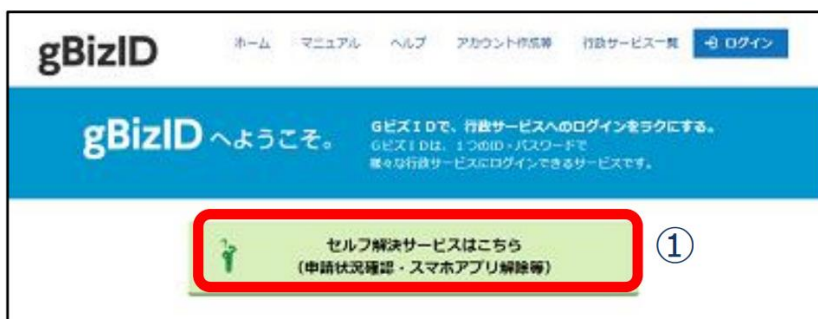 gBizID
ホーム マニュアル ヘルプ アカウント作成等 行政サービス一覧 ログイン
gBizID へようこそ。
GビズIDで、行政サービスへのログインをラクにする。
GビズIDは、1つのID・パスワードで
様々な行政サービスにログインできるサービスです。
セルフ解決サービスはこちら
(申請状況確認・スマホアプリ解除等)
①